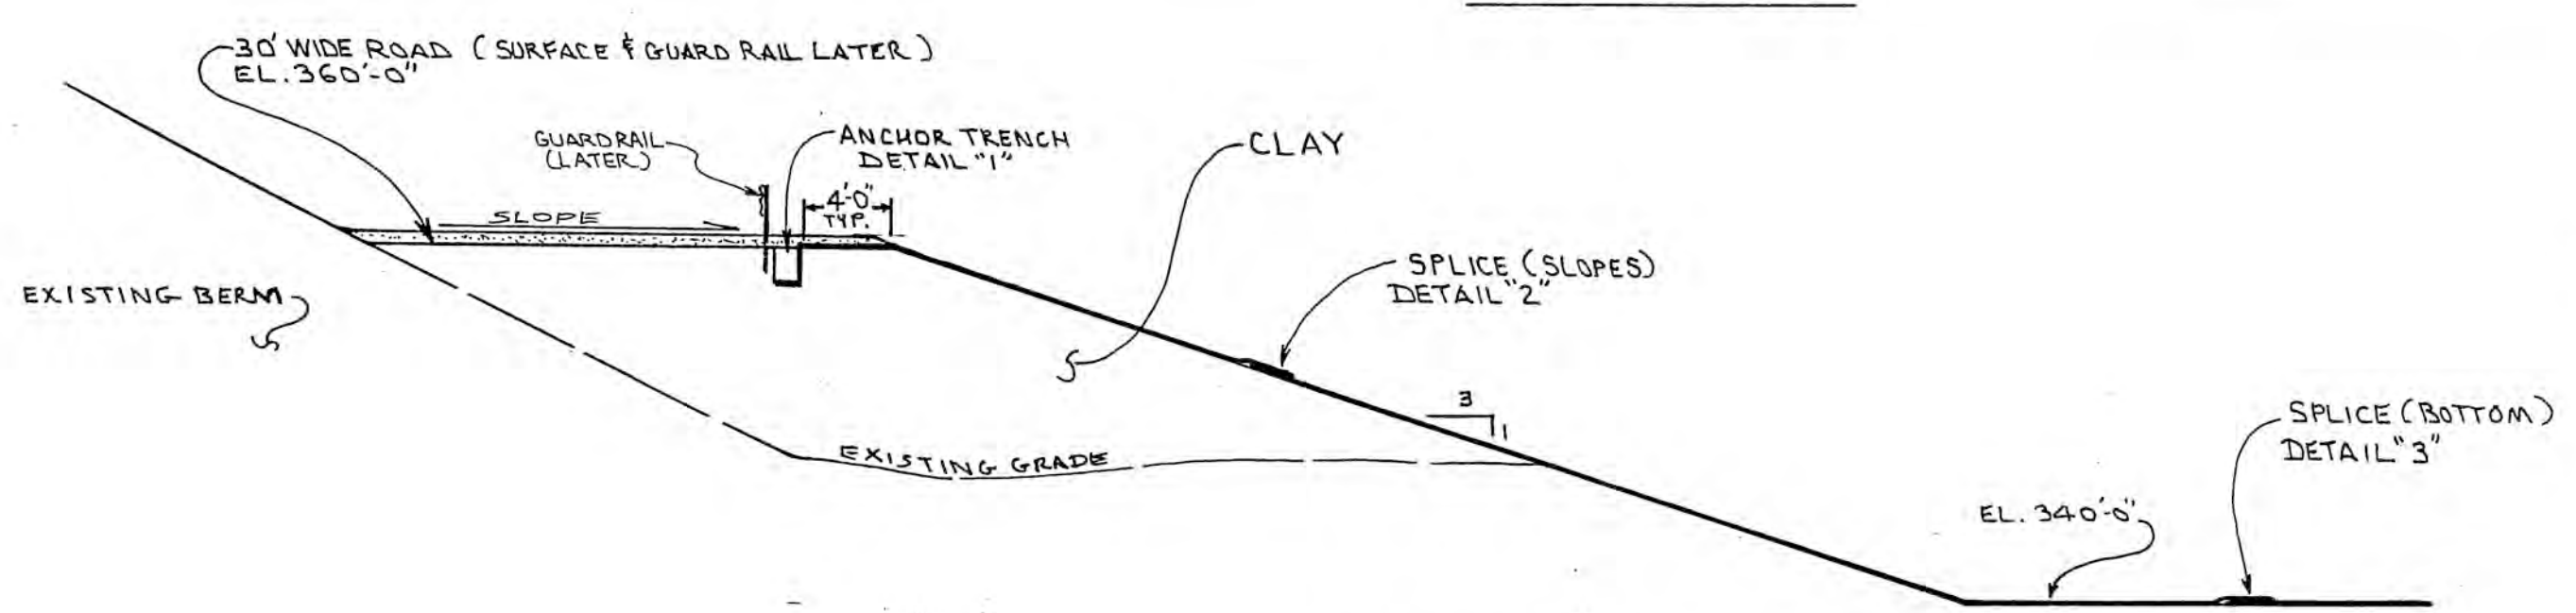 30' WIDE ROAD (SURFACE & GUARD RAIL LATER)
EL. 360'-0"
GUARDRAIL
(LATER)
ANCHOR TRENCH
DETAIL "1"
4'-0"
TYP.
CLAY
SLOPE
EXISTING BERM
SPLICE (SLOPES)
DETAIL "2"
3
1
EXISTING GRADE
SPLICE (BOTTOM)
DETAIL "3"
EL. 340'-0"